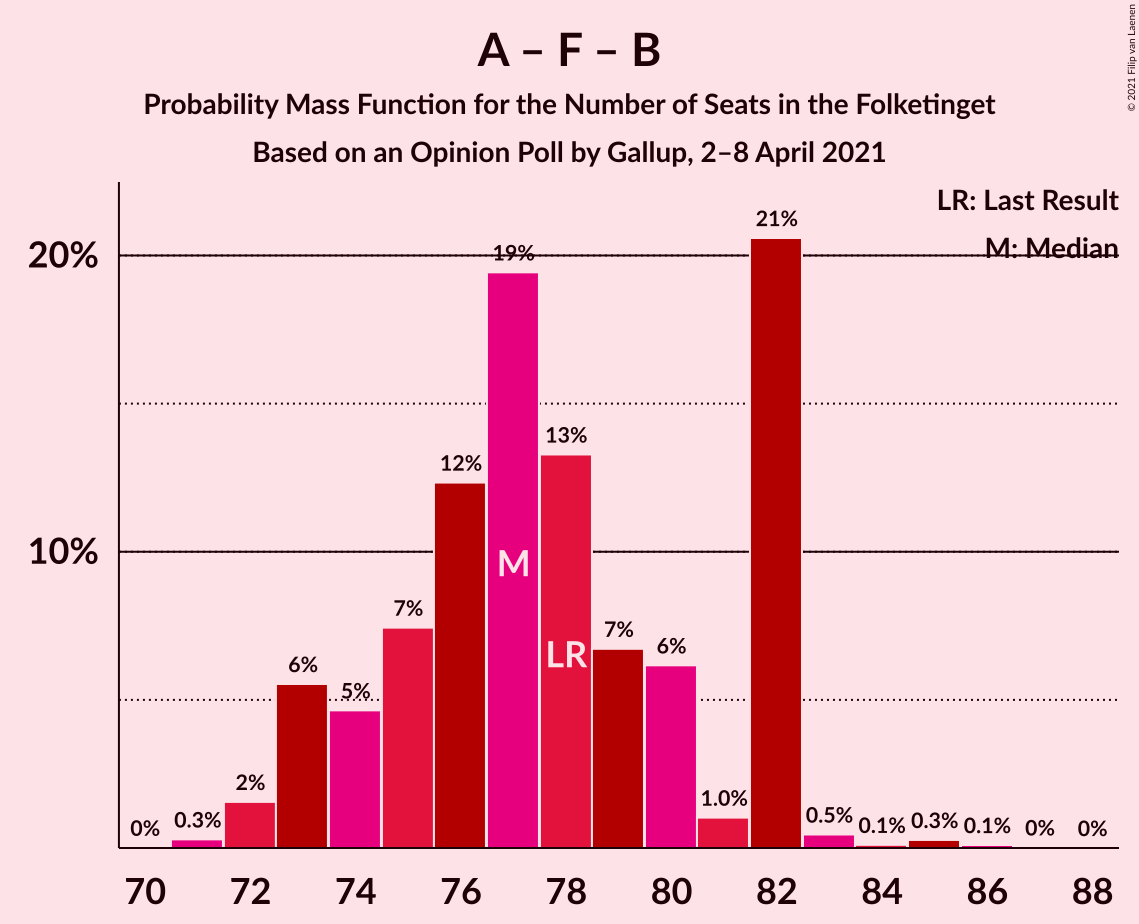 A – F – B
Probability Mass Function for the Number of Seats in the Folketinget
Based on an Opinion Poll by Gallup, 2–8 April 2021
© 2021 Filip van Laenen
LR: Last Result
M: Median
20%
10%
0%
0.3%
2%
6%
5%
7%
12%
19%
13%
7%
6%
1.0%
21%
0.5%
0.1%
0.3%
0.1%
0%
0%
M
LR
70 72 74 76 78 80 82 84 86 88